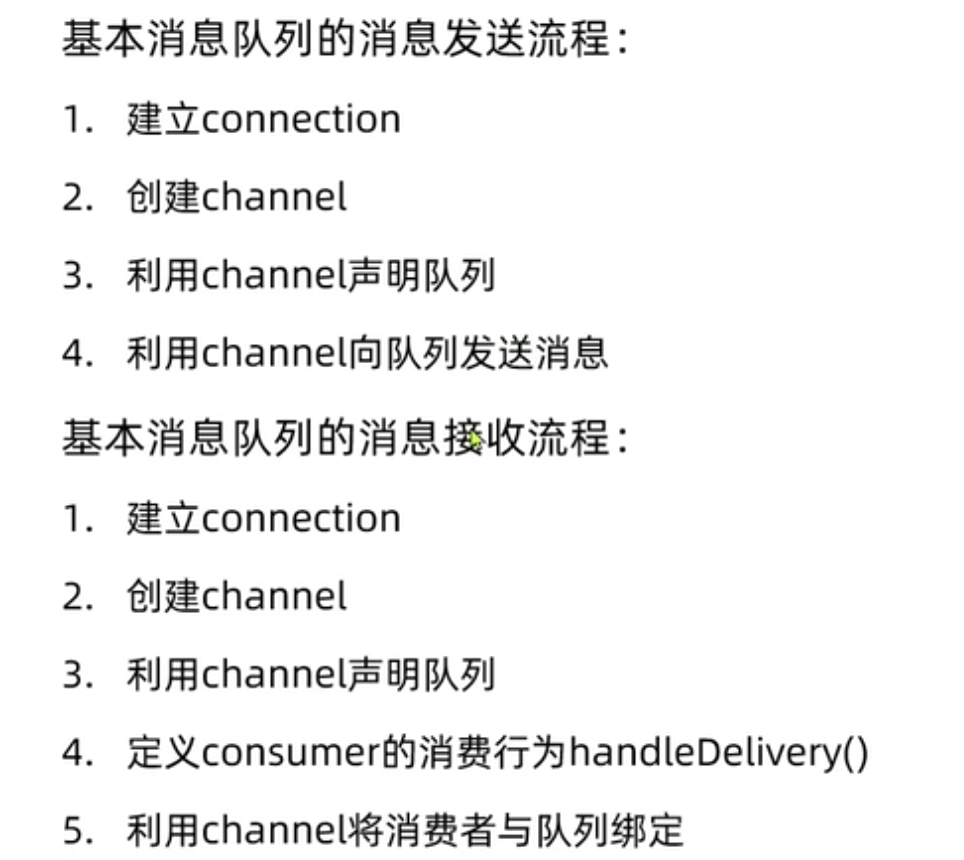 基本消息队列的消息发送流程：
1. 建立connection
2. 创建channel
3. 利用channel声明队列
4. 利用channel向队列发送消息
基本消息队列的消息接收流程：
1. 建立connection
2. 创建channel
3. 利用channel声明队列
4. 定义consumer的消费行为handleDelivery()
5. 利用channel将消费者与队列绑定